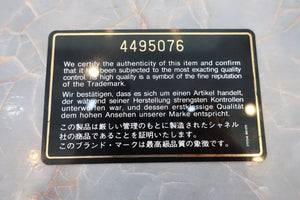 4495076
We certify the authenticity of this item and confirm
that it has been subjected to the most exacting quality
control. Its high quality is a symbol of the fine reputation
of the Trademark.
Wir bestätigen, dass es sich um einen Artikel handelt,
der während seiner Herstellung strengsten Kontrollen
unterworfen war, und dessen erstklassige Qualität
dem hohen Ansehen unserer Marke entspricht.
この製品は厳しい管理のもとに製造されたシャネル
社の商品であることを証明いたします。
このブランド・マークは最高級品質の象徴です。